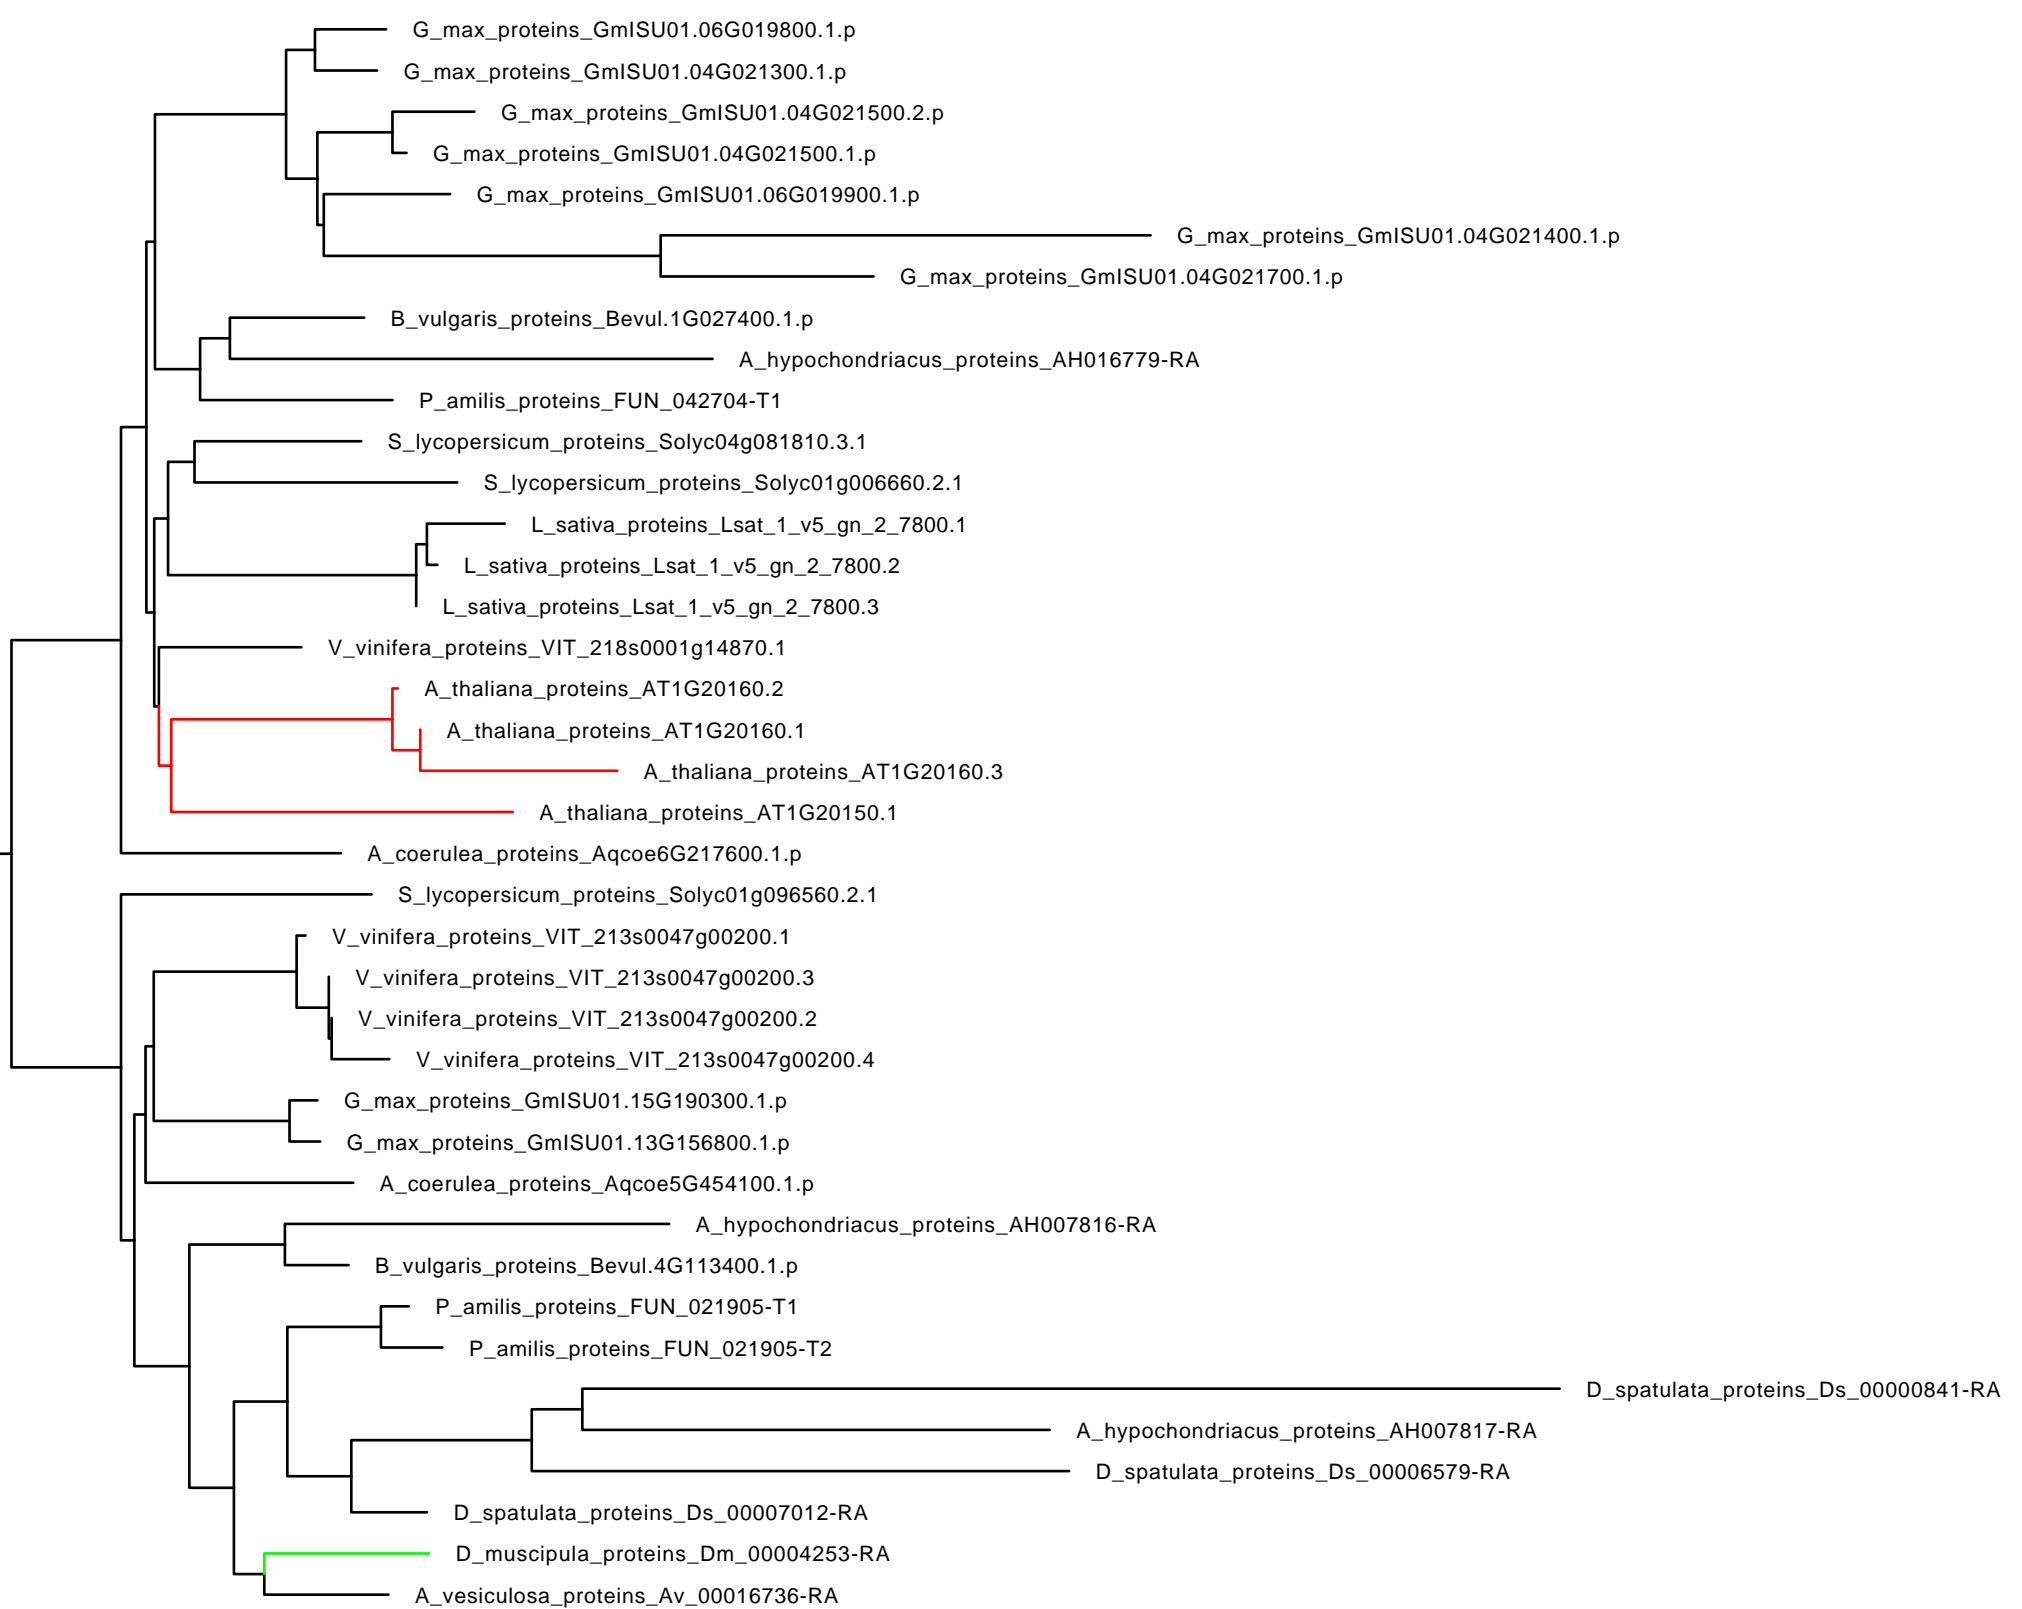 G_max_proteins_GmISU01.06G019800.1.p
G_max_proteins_GmISU01.04G021300.1.p
G_max_proteins_GmISU01.04G021500.2.p
G_max_proteins_GmISU01.04G021500.1.p
G_max_proteins_GmISU01.06G019900.1.p
G_max_proteins_GmISU01.04G021400.1.p
G_max_proteins_GmISU01.04G021700.1.p
B_vulgaris_proteins_Bevul.1G027400.1.p
A_hypochondriacus_proteins_AH016779-RA
P_amilis_proteins_FUN_042704-T1
S_lycopersicum_proteins_Solyc04g081810.3.1
S_lycopersicum_proteins_Solyc01g006660.2.1
L_sativa_proteins_Lsat_1_v5_gn_2_7800.1
L_sativa_proteins_Lsat_1_v5_gn_2_7800.2
L_sativa_proteins_Lsat_1_v5_gn_2_7800.3
V_vinifera_proteins_VIT_218s0001g14870.1
A_thaliana_proteins_AT1G20160.2
A_thaliana_proteins_AT1G20160.1
A_thaliana_proteins_AT1G20160.3
A_thaliana_proteins_AT1G20150.1
A_coerulea_proteins_Aqcoe6G217600.1.p
S_lycopersicum_proteins_Solyc01g096560.2.1
V_vinifera_proteins_VIT_213s0047g00200.1
V_vinifera_proteins_VIT_213s0047g00200.3
V_vinifera_proteins_VIT_213s0047g00200.2
V_vinifera_proteins_VIT_213s0047g00200.4
G_max_proteins_GmISU01.15G190300.1.p
G_max_proteins_GmISU01.13G156800.1.p
A_coerulea_proteins_Aqcoe5G454100.1.p
A_hypochondriacus_proteins_AH007816-RA
B_vulgaris_proteins_Bevul.4G113400.1.p
P_amilis_proteins_FUN_021905-T1
P_amilis_proteins_FUN_021905-T2
D_spatulata_proteins_Ds_00000841-RA
A_hypochondriacus_proteins_AH007817-RA
D_spatulata_proteins_Ds_00006579-RA
D_spatulata_proteins_Ds_00007012-RA
D_muscipula_proteins_Dm_00004253-RA
A_vesiculosa_proteins_Av_00016736-RA